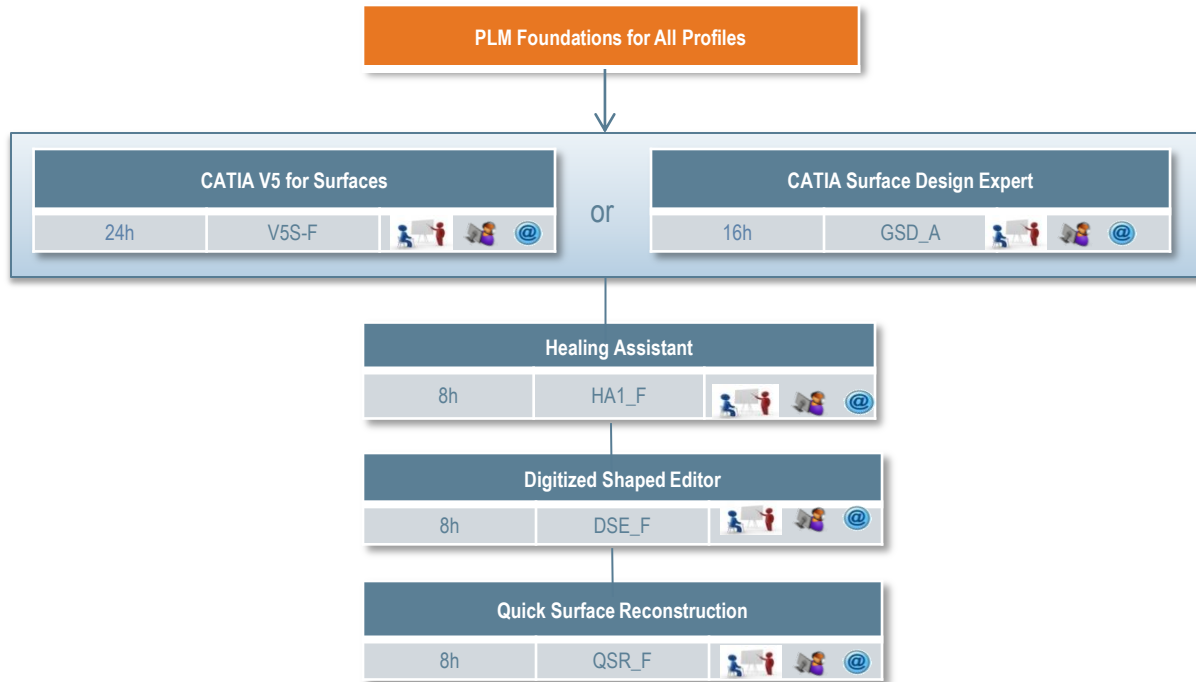 PLM Foundations for All Profiles
CATIA V5 for Surfaces
24h V5S-F @
or
CATIA Surface Design Expert
16h GSD_A @
Healing Assistant
8h HA1_F @
Digitized Shaped Editor
8h DSE_F @
Quick Surface Reconstruction
8h QSR_F @